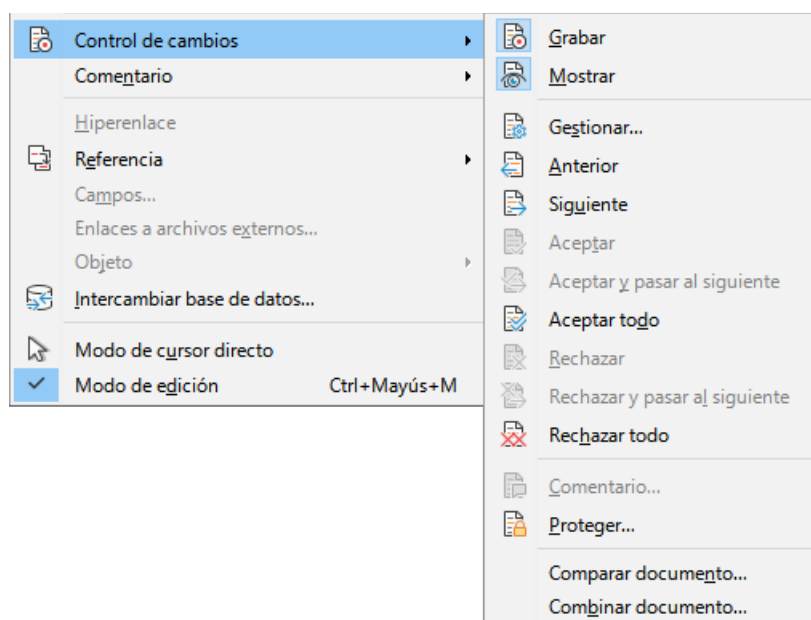 Control de cambios
Comentario
Hiperenlace
Referencia
Campos...
Enlaces a archivos externos...
Objeto
Intercambiar base de datos...
Modo de cursor directo
Modo de edición Ctrl+Mayús+M
Grabar
Mostrar
Gestionar...
Anterior
Siguiente
Aceptar
Aceptar y pasar al siguiente
Aceptar todo
Rechazar
Rechazar y pasar al siguiente
Rechazar todo
Comentario...
Proteger...
Comparar documento...
Combinar documento...